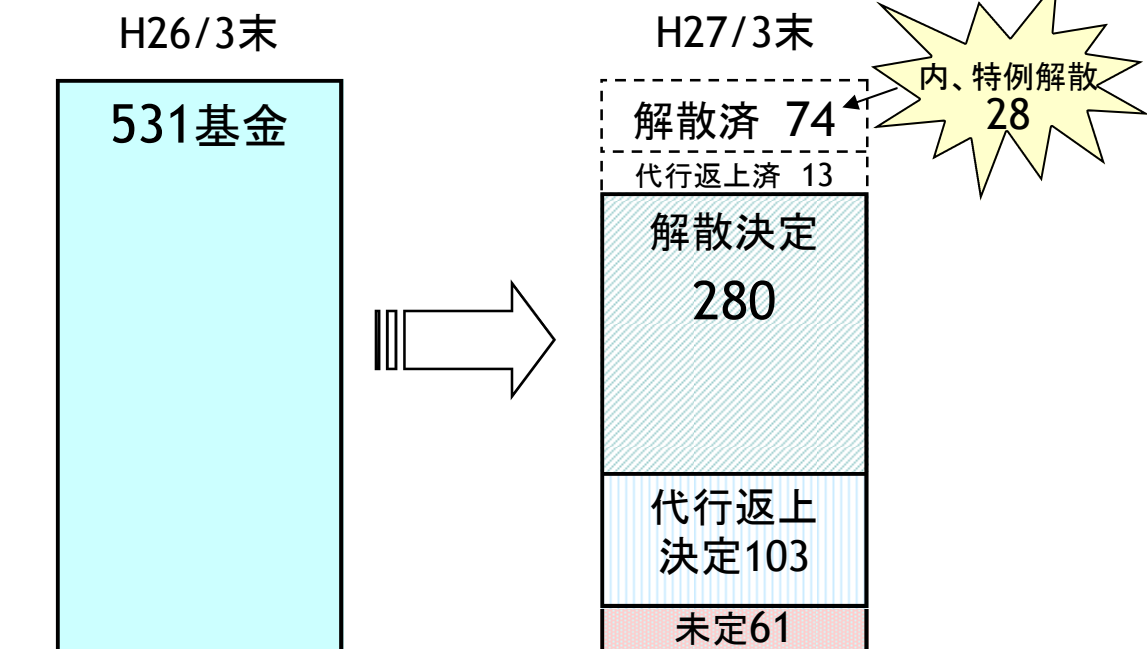 H26/3末
531基金
H27/3末
内、特例解散
28
解散済 74
代行返上済 13
解散決定
280
代行返上
決定103
未定61